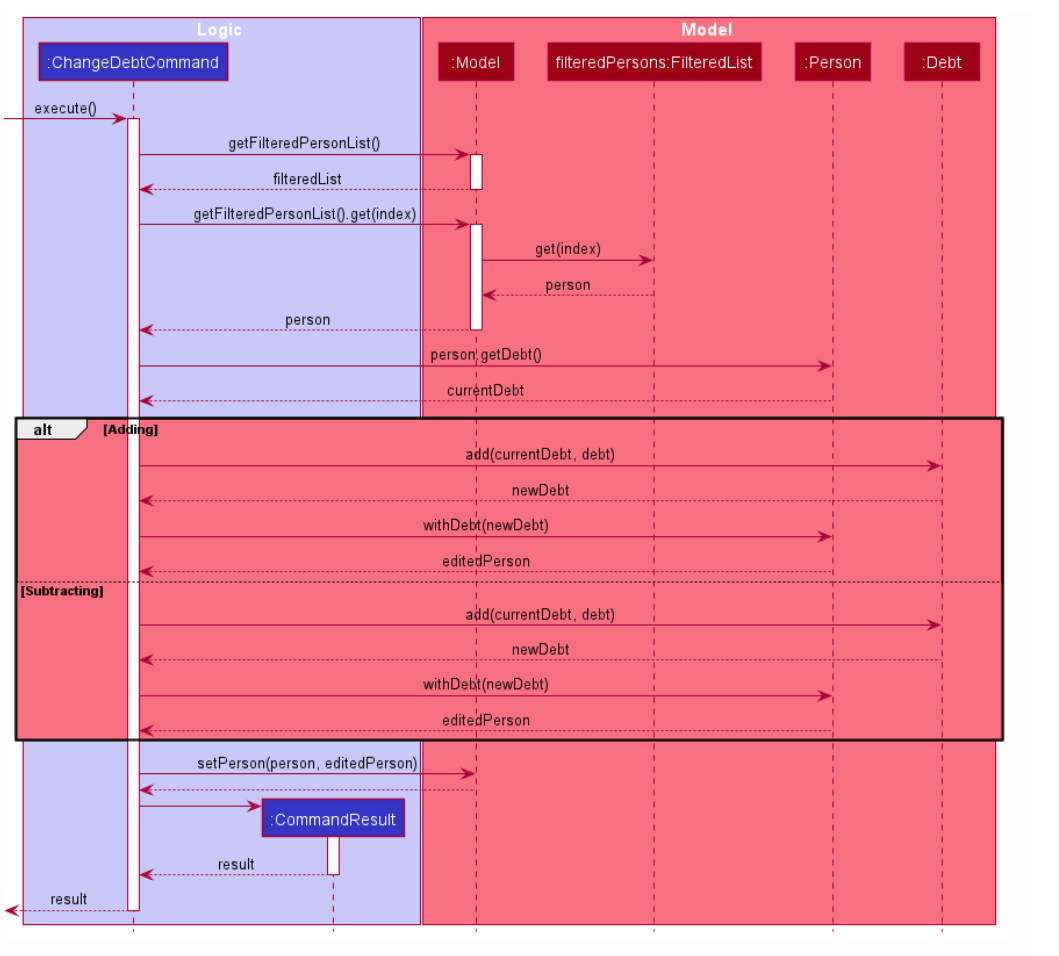 Logic
Model
:ChangeDebtCommand
:Model
filteredPersons:FilteredList
:Person
:Debt
execute()
getFilteredPersonList()
filteredList
getFilteredPersonList().get(index)
get(index)
person
person
person.getDebt()
currentDebt
alt
[Adding]
add(currentDebt, debt)
newDebt
withDebt(newDebt)
editedPerson
[Subtracting]
add(currentDebt, debt)
newDebt
withDebt(newDebt)
editedPerson
setPerson(person, editedPerson)
:CommandResult
result
result